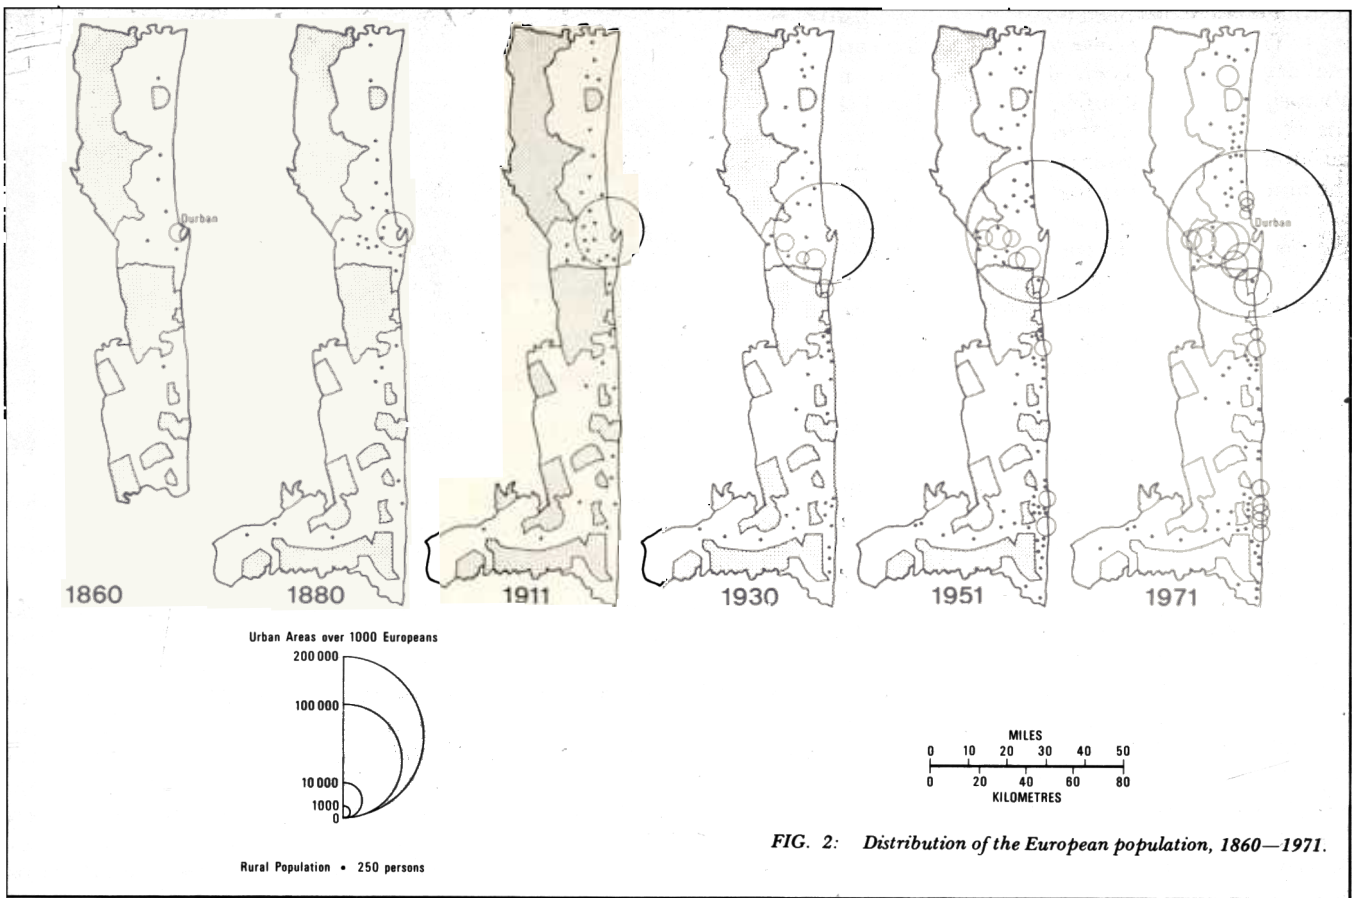 Durban
Durban
1860
1880
1911
1930
1951
1971
Urban Areas over 1000 Europeans
200 000
100 000
10 000
1000
0
Rural Population • 250 persons
MILES
0 10 20 30 40 50
0 20 40 60 80
KILOMETRES
FIG. 2: Distribution of the European population, 1860—1971.